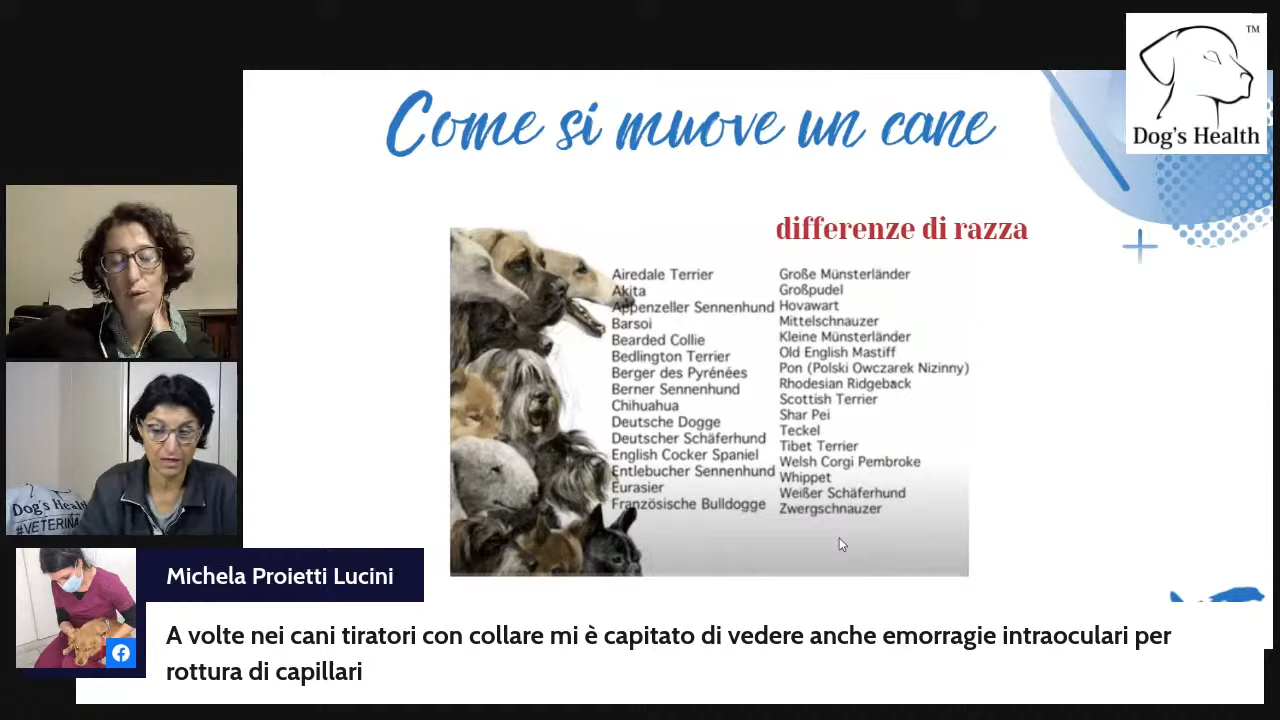 TM
Dog's Health
Come si muove un cane
differenze di razza
Airedale Terrier
Akita
Appenzeller Sennenhund
Barsoi
Bearded Collie
Bedlington Terrier
Berger des Pyrénées
Berner Sennenhund
Chihuahua
Deutsche Dogge
Deutscher Schäferhund
English Cocker Spaniel
Entlebucher Sennenhund
Eurasier
Französische Bulldogge
Große Münsterländer
Großpudel
Hovawart
Mittelschnauzer
Kleine Münsterländer
Old English Mastiff
Pon (Polski Owczarek Nizinny)
Rhodesian Ridgeback
Scottish Terrier
Shar Pei
Teckel
Tibet Terrier
Welsh Corgi Pembroke
Whippet
Weißer Schäferhund
Zwergschnauzer
Dog's Health
Michela Proietti Lucini
A volte nei cani tiratori con collare mi è capitato di vedere anche emorragie intraoculari per
rottura di capillari